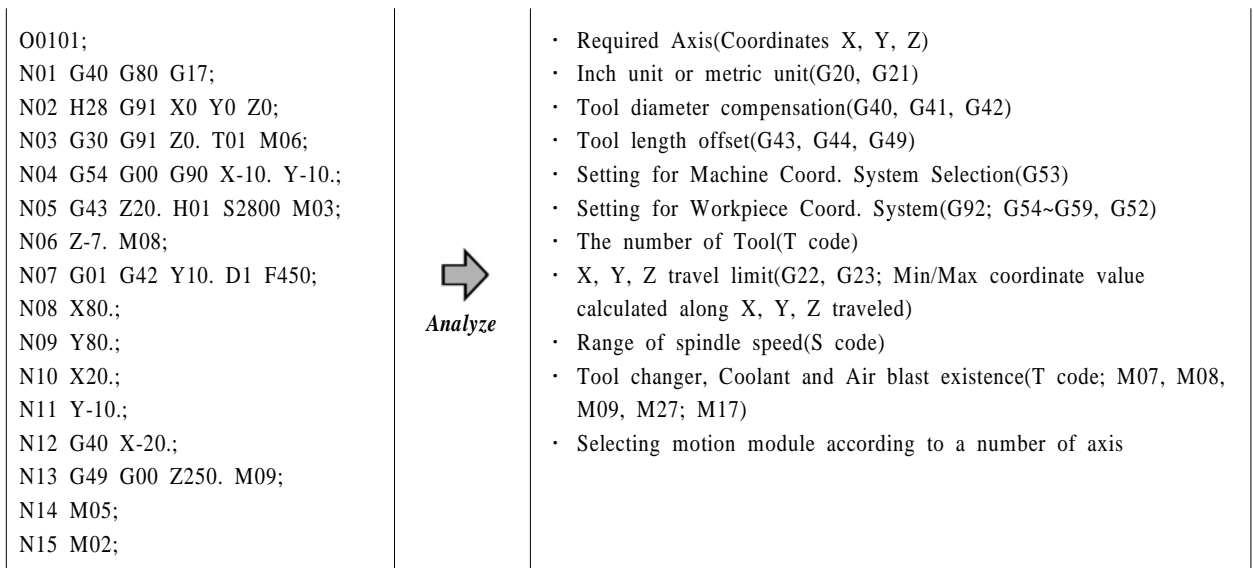 O0101;
N01 G40 G80 G17;
N02 H28 G91 X0 Y0 Z0;
N03 G30 G91 Z0. T01 M06;
N04 G54 G00 G90 X-10. Y-10.;
N05 G43 Z20. H01 S2800 M03;
N06 Z-7. M08;
N07 G01 G42 Y10. D1 F450;
N08 X80.;
N09 Y80.;
N10 X20.;
N11 Y-10.;
N12 G40 X-20.;
N13 G49 G00 Z250. M09;
N14 M05;
N15 M02;
Analyze
· Required Axis(Coordinates X, Y, Z)
· Inch unit or metric unit(G20, G21)
· Tool diameter compensation(G40, G41, G42)
· Tool length offset(G43, G44, G49)
· Setting for Machine Coord. System Selection(G53)
· Setting for Workpiece Coord. System(G92; G54~G59, G52)
· The number of Tool(T code)
· X, Y, Z travel limit(G22, G23; Min/Max coordinate value
calculated along X, Y, Z traveled)
· Range of spindle speed(S code)
· Tool changer, Coolant and Air blast existence(T code; M07, M08,
M09, M27; M17)
· Selecting motion module according to a number of axis